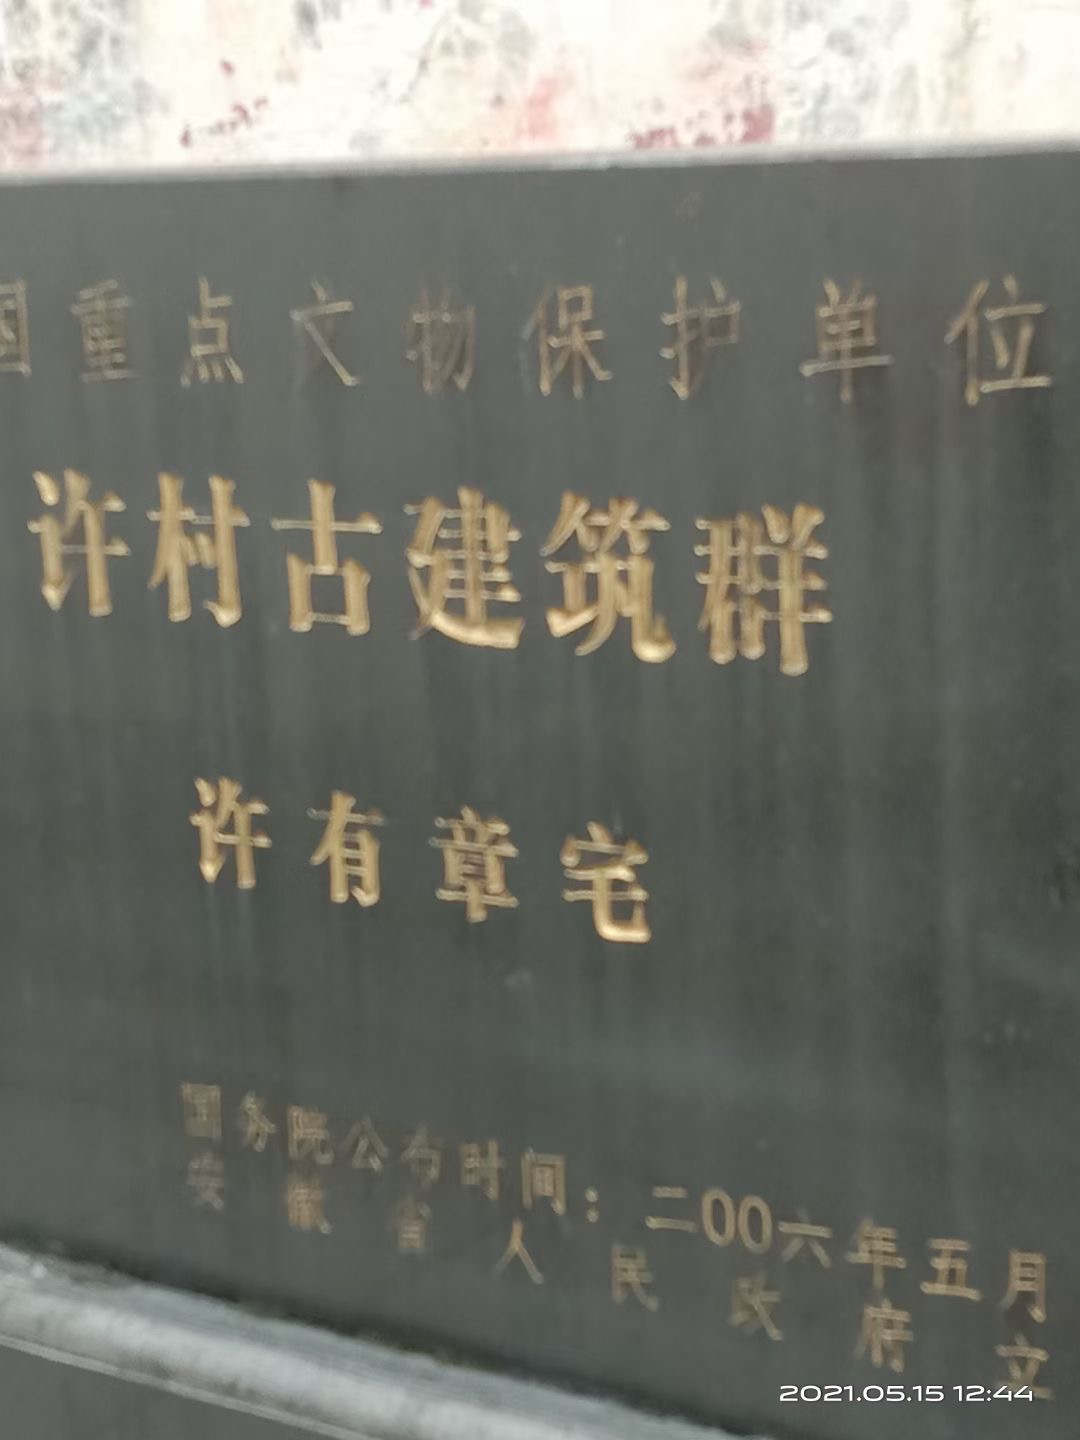 国重点文物保护单位
许村古建筑群
许有章宅
国务院公布时间：二00六年五月
安徽省人民政府立
2021.05.15 12:44